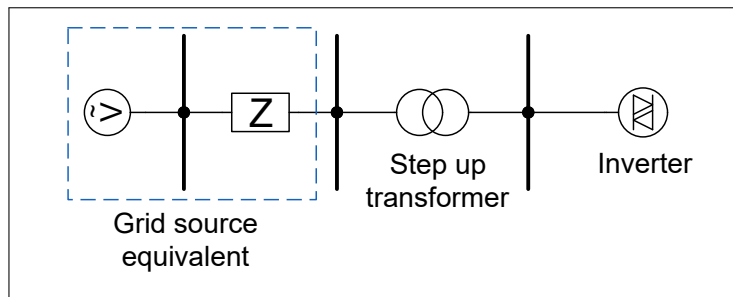 ~V
Z
Step up
transformer
Inverter
Grid source
equivalent